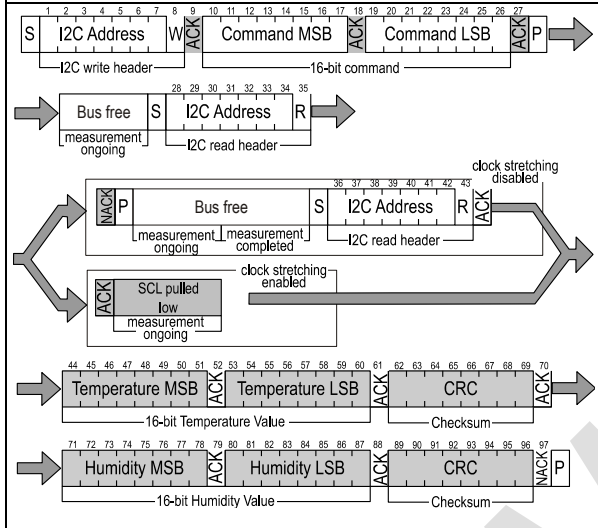 1 2 3 4 5 6 7 8 9 10 11 12 13 14 15 16 17 18 19 20 21 22 23 24 25 26 27
S I2C Address W ACK Command MSB ACK Command LSB ACK P
I2C write header 16-bit command
28 29 30 31 32 33 34 35
Bus free S I2C Address R
measurement ongoing I2C read header
clock stretching disabled
36 37 38 39 40 41 42 43
NACK P Bus free S I2C Address R ACK
measurement ongoing measurement completed I2C read header
clock stretching enabled
ACK SCL pulled low
measurement ongoing
44 45 46 47 48 49 50 51 52 53 54 55 56 57 58 59 60 61 62 63 64 65 66 67 68 69 70
Temperature MSB ACK Temperature LSB ACK CRC ACK
16-bit Temperature Value Checksum
71 72 73 74 75 76 77 78 79 80 81 82 83 84 85 86 87 88 89 90 91 92 93 94 95 96 97
Humidity MSB ACK Humidity LSB ACK CRC NACK P
16-bit Humidity Value Checksum